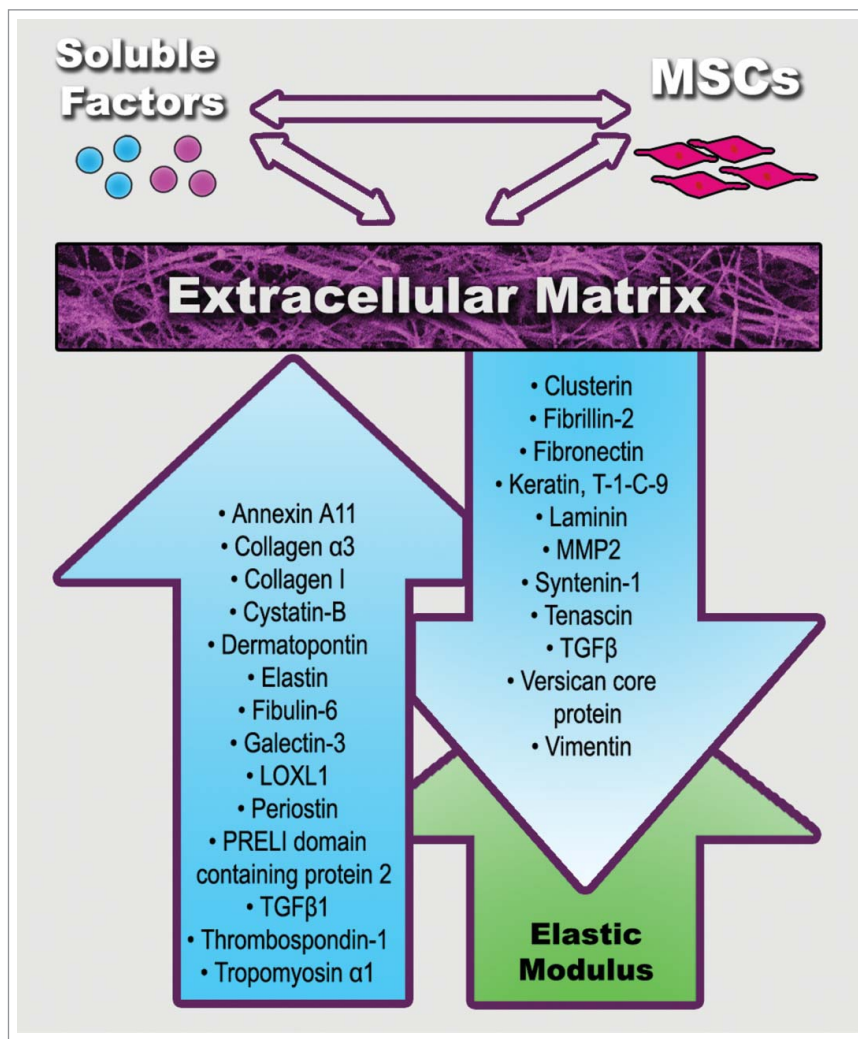 Soluble
Factors
MSCs
Extracellular Matrix
• Annexin A11
• Collagen α3
• Collagen I
• Cystatin-B
• Dermatopontin
• Elastin
• Fibulin-6
• Galectin-3
• LOXL1
• Periostin
• PRELI domain
containing protein 2
• TGFβ1
• Thrombospondin-1
• Tropomyosin α1
• Clusterin
• Fibrillin-2
• Fibronectin
• Keratin, T-1-C-9
• Laminin
• MMP2
• Syntenin-1
• Tenascin
• TGFβ
• Versican core
protein
• Vimentin
Elastic
Modulus